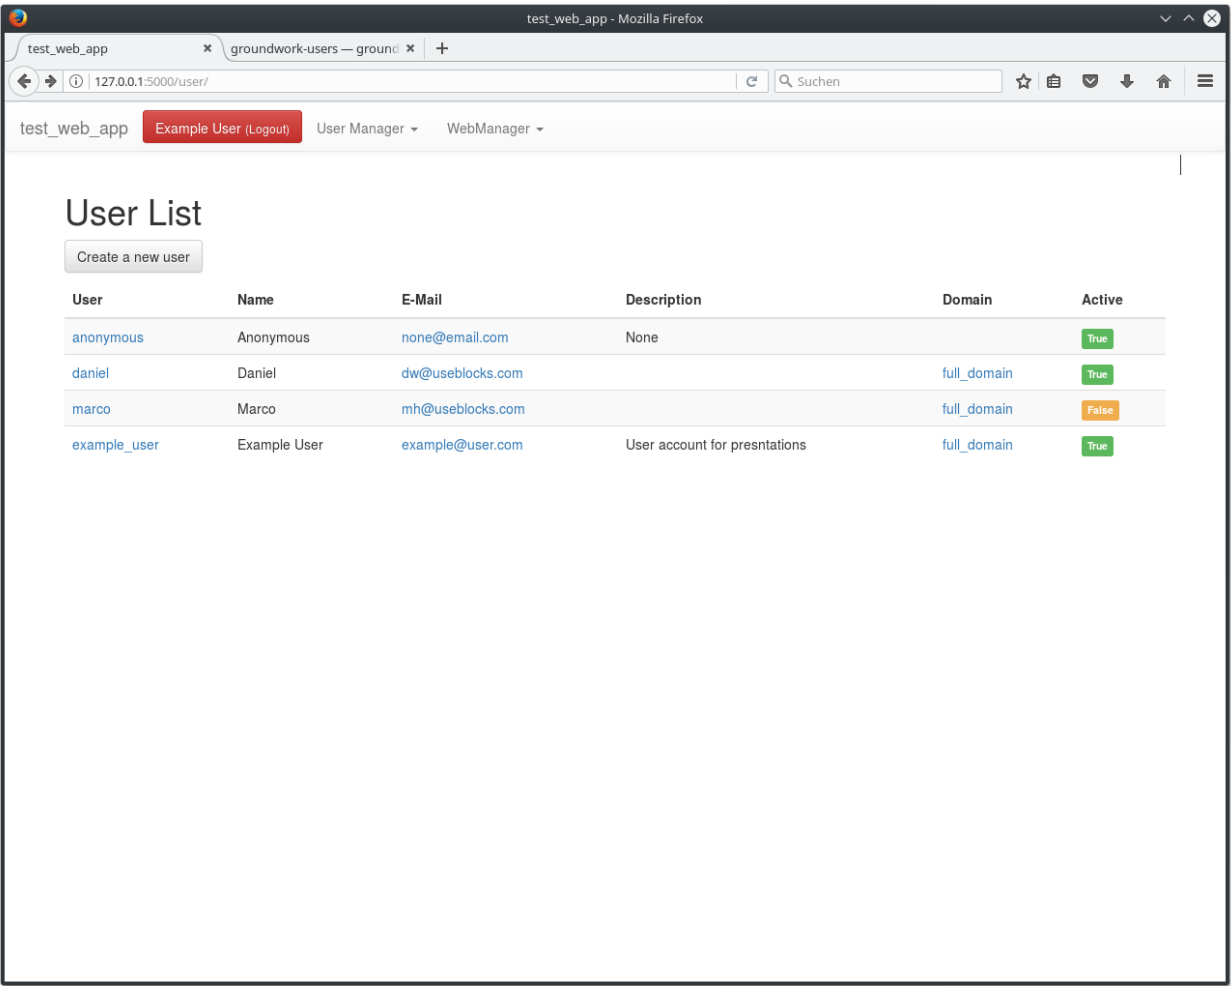 test_web_app - Mozilla Firefox
test_web_app groundwork-users — ground
127.0.0.1:5000/user/ Suchen
test_web_app Example User (Logout) User Manager WebManager
User List
Create a new user
User Name E-Mail Description Domain Active
anonymous Anonymous none@email.com None True
daniel Daniel dw@useblocks.com full_domain True
marco Marco mh@useblocks.com full_domain False
example_user Example User example@user.com User account for presntations full_domain True